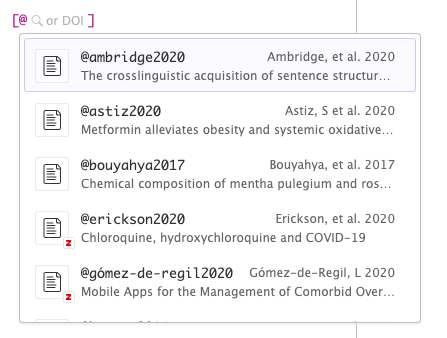 [@ or DOI ]
@ambridge2020 Ambridge, et al. 2020
The crosslinguistic acquisition of sentence structur…
@astiz2020 Astiz, S et al. 2020
Metformin alleviates obesity and systemic oxidative…
@bouyahya2017 Bouyahya, et al. 2017
Chemical composition of mentha pulegium and ros…
@erickson2020 Erickson, et al. 2020
Z Chloroquine, hydroxychloroquine and COVID-19
@gómez-de-regil2020 Gómez-De-Regil, L 2020
Z Mobile Apps for the Management of Comorbid Over…